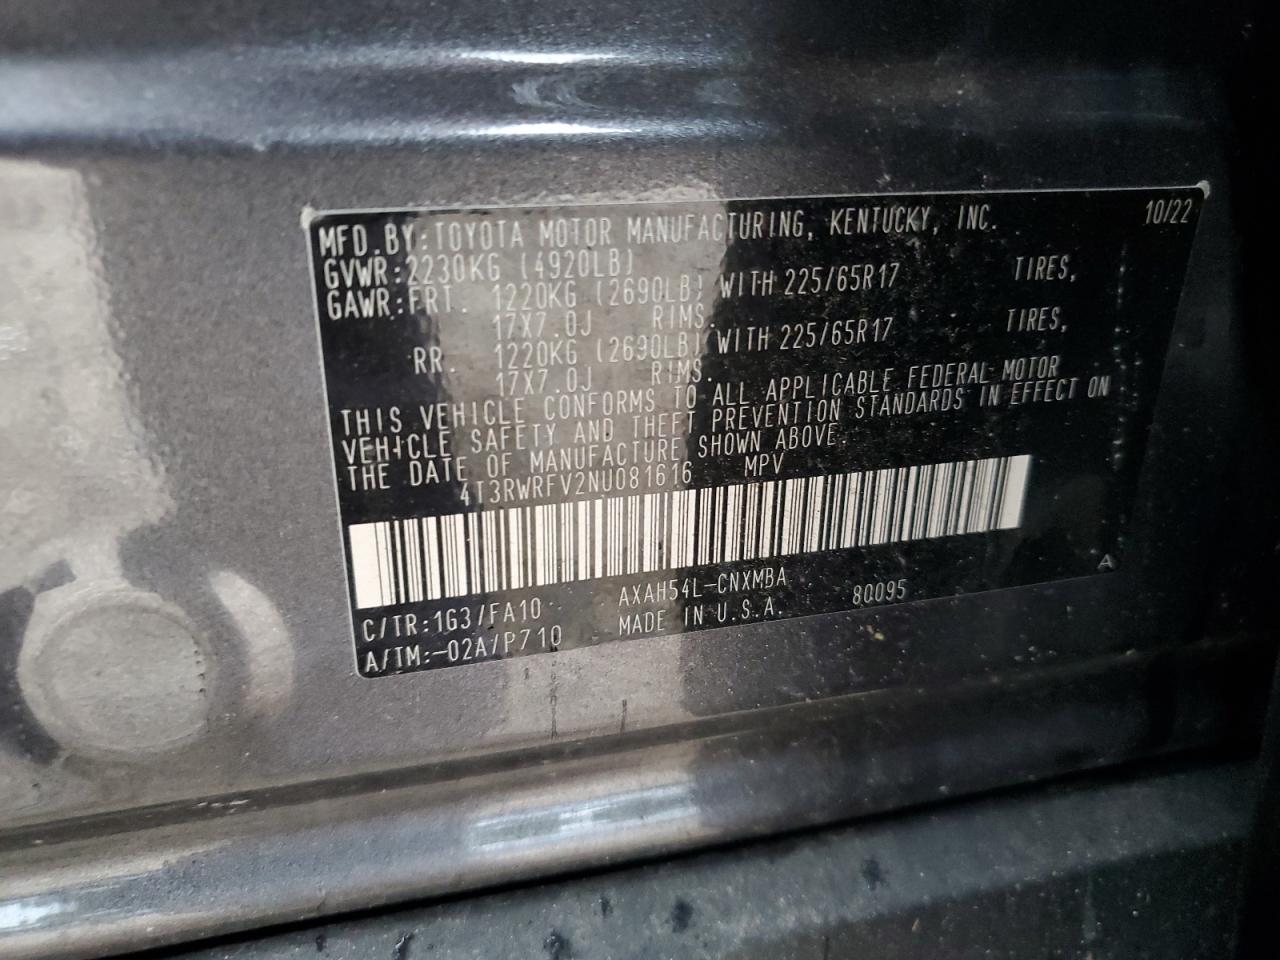 MFD.BY:TOYOTA MOTOR MANUFACTURING, KENTUCKY, INC. 10/22
GVWR:2230KG (4920LB)
GAWR:FRT. 1220KG (2690LB) WITH 225/65R17 TIRES,
17X7.0J RIMS.
RR. 1220KG (2690LB) WITH 225/65R17 TIRES,
17X7.0J RIMS.
THIS VEHICLE CONFORMS TO ALL APPLICABLE FEDERAL MOTOR
VEHICLE SAFETY AND THEFT PREVENTION STANDARDS IN EFFECT ON
THE DATE OF MANUFACTURE SHOWN ABOVE.
4T3RWRFV2NU081616 MPV
A
C/TR:1G3/FA10 AXAH54L-CNXMBA 80095
A/TM:-02A/P710 MADE IN U.S.A.